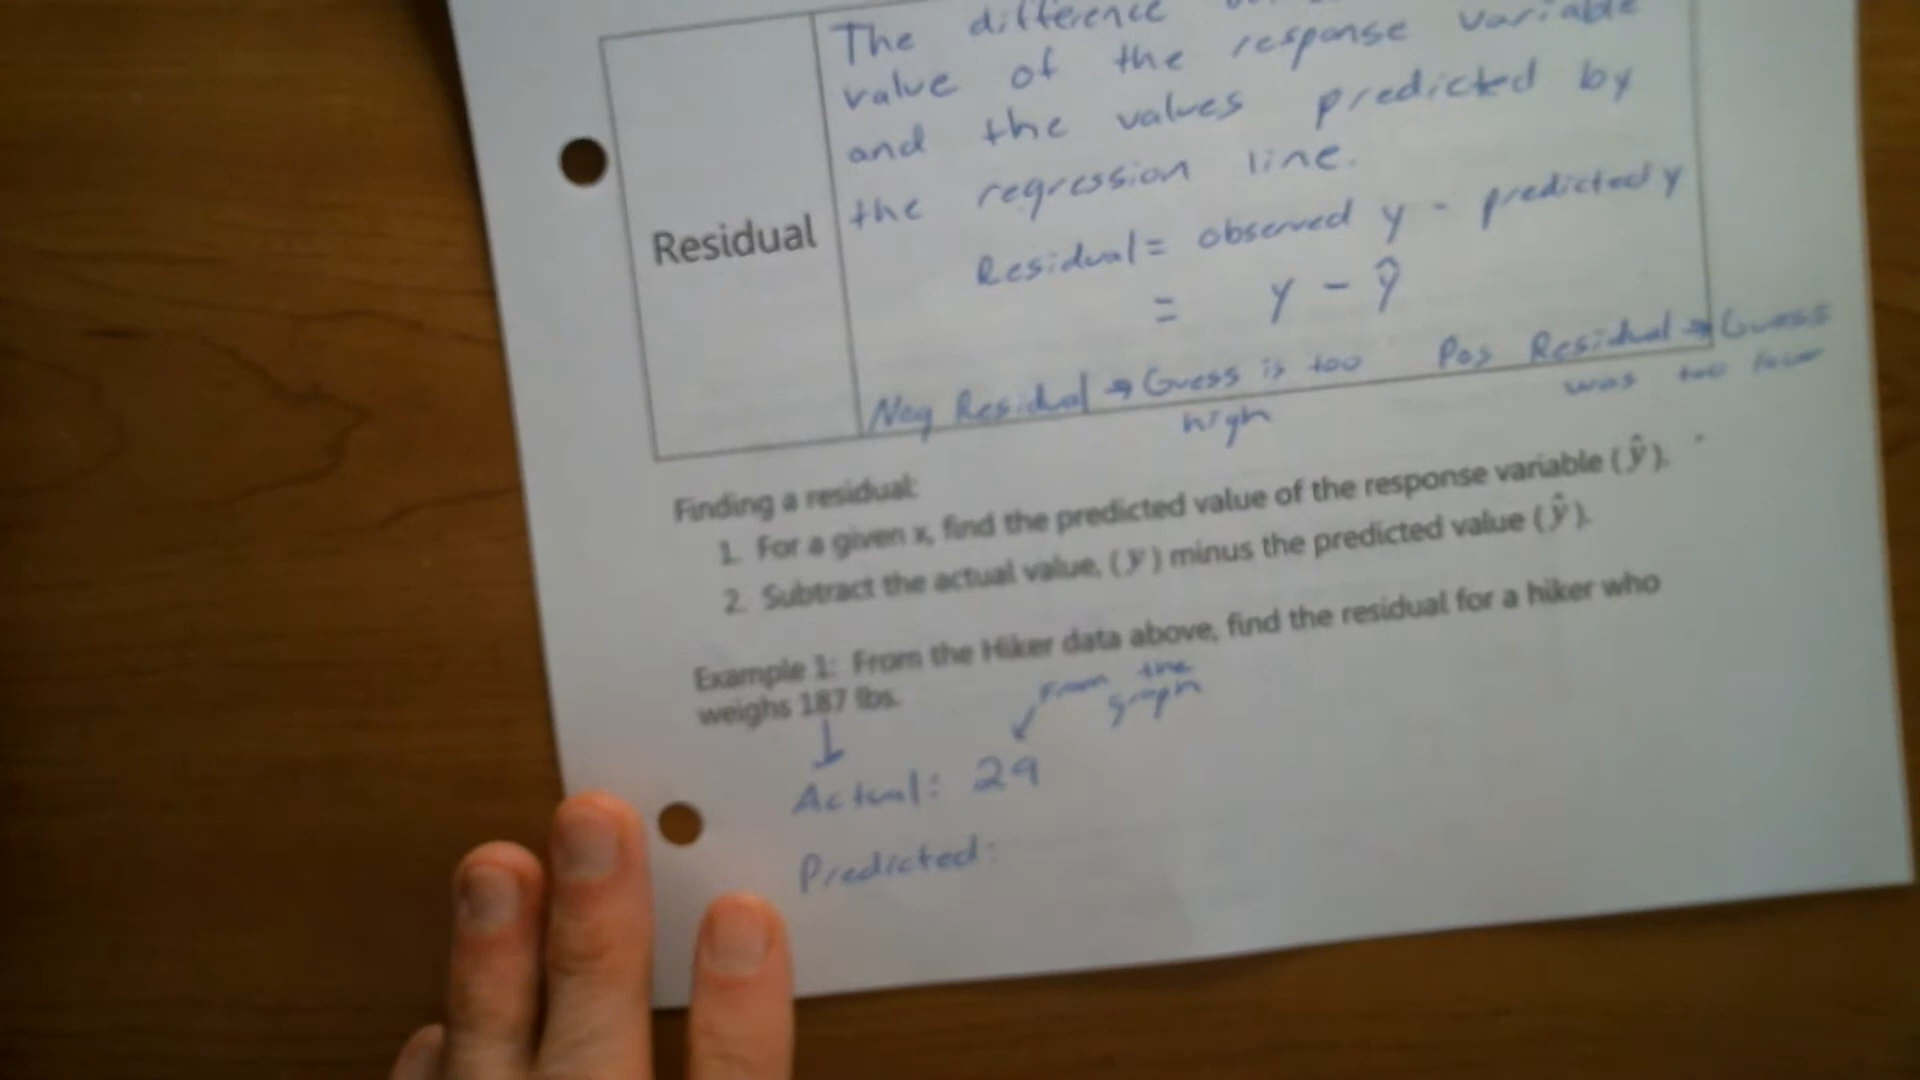 The difference
value of the response variable
and the values predicted by
the regression line.
Residual
Residual = observed y - predicted y
= y - ŷ
Neg Residual → Guess is too high
Pos Residual → Guess was too low
Finding a residual:
1. For a given x, find the predicted value of the response variable (ŷ).
2. Subtract the actual value, (y) minus the predicted value (ŷ).
Example 1: From the Hiker data above, find the residual for a hiker who
weighs 187 lbs.
From the graph
Actual: 29
Predicted: